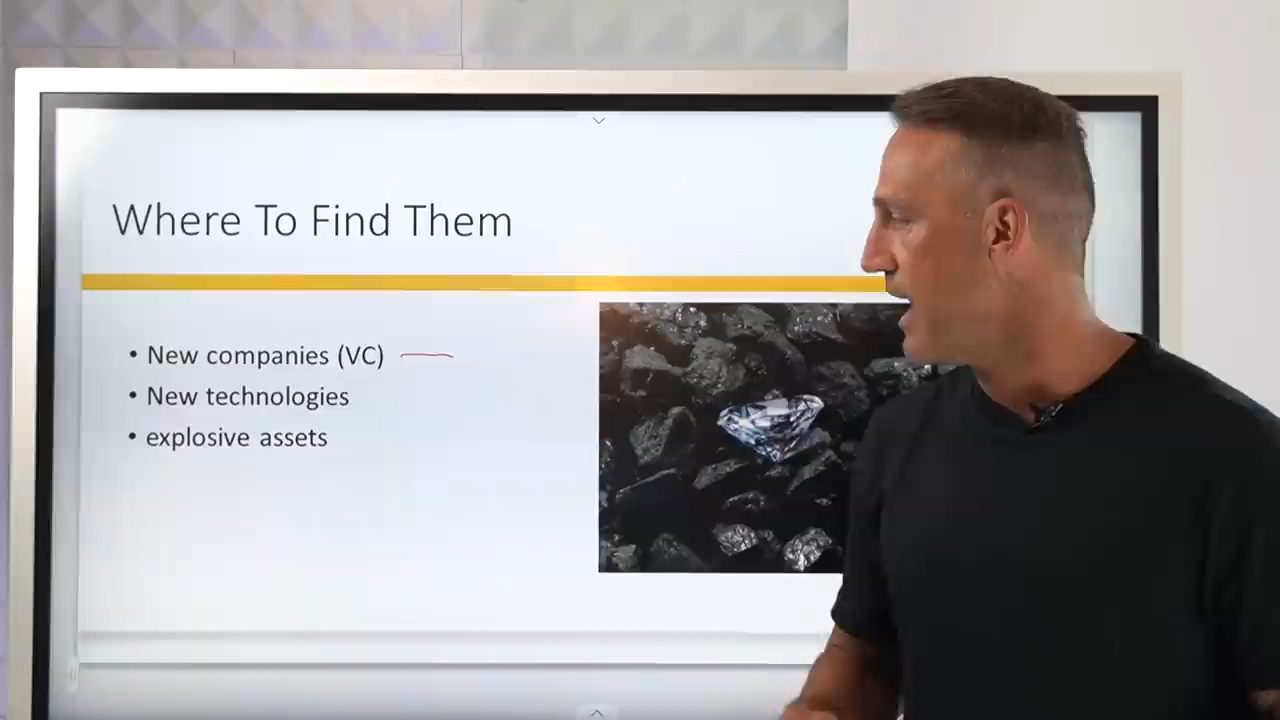 Where To Find Them
• New companies (VC)
• New technologies
• explosive assets